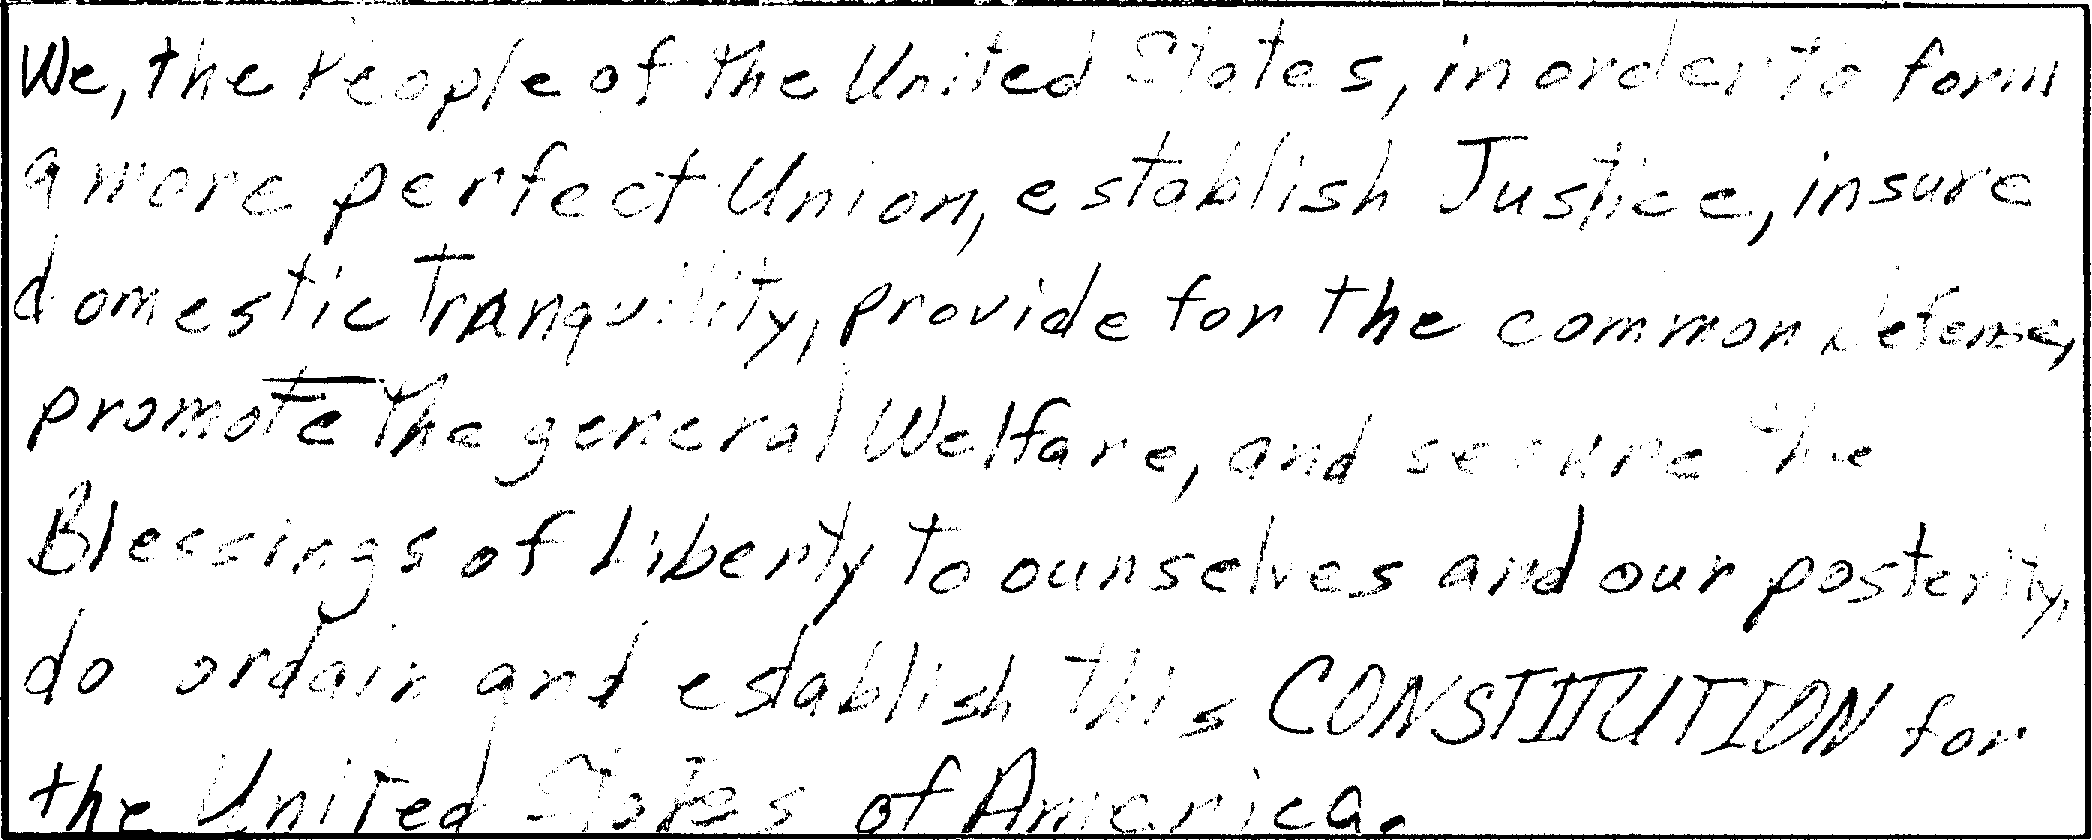 We, the People of the United States, in order to form
a more perfect Union, establish Justice, insure
domestic Tranquility, provide for the common defense,
promote the general Welfare, and secure the
Blessings of Liberty to ourselves and our posterity,
do ordain and establish this CONSTITUTION for
the United States of America.